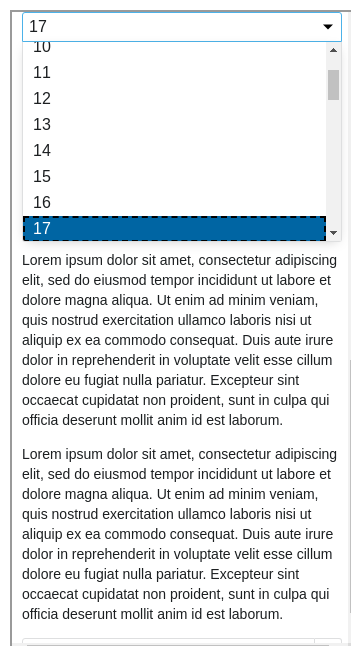 17
10
11
12
13
14
15
16
17
Lorem ipsum dolor sit amet, consectetur adipiscing
elit, sed do eiusmod tempor incididunt ut labore et
dolore magna aliqua. Ut enim ad minim veniam,
quis nostrud exercitation ullamco laboris nisi ut
aliquip ex ea commodo consequat. Duis aute irure
dolor in reprehenderit in voluptate velit esse cillum
dolore eu fugiat nulla pariatur. Excepteur sint
occaecat cupidatat non proident, sunt in culpa qui
officia deserunt mollit anim id est laborum.
Lorem ipsum dolor sit amet, consectetur adipiscing
elit, sed do eiusmod tempor incididunt ut labore et
dolore magna aliqua. Ut enim ad minim veniam,
quis nostrud exercitation ullamco laboris nisi ut
aliquip ex ea commodo consequat. Duis aute irure
dolor in reprehenderit in voluptate velit esse cillum
dolore eu fugiat nulla pariatur. Excepteur sint
occaecat cupidatat non proident, sunt in culpa qui
officia deserunt mollit anim id est laborum.